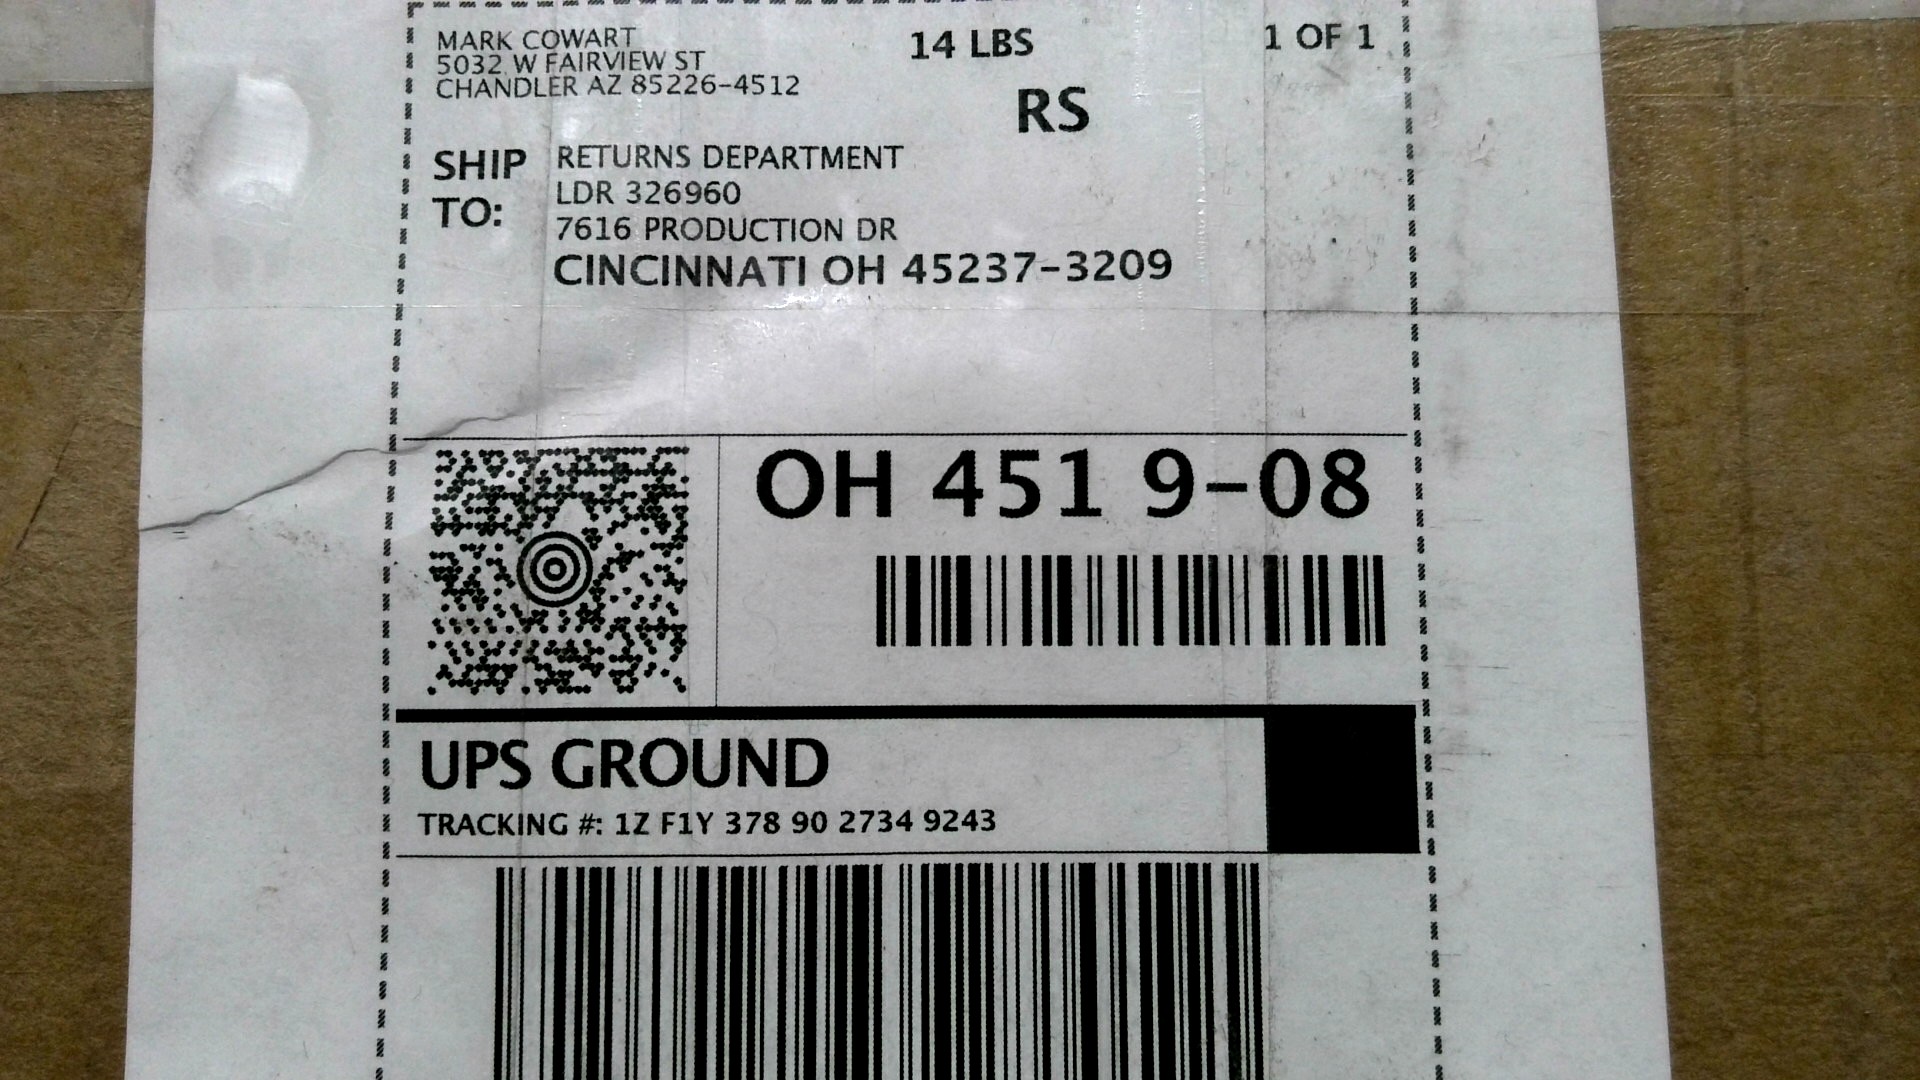 MARK COWART
5032 W FAIRVIEW ST
CHANDLER AZ 85226-4512
14 LBS
1 OF 1
RS
SHIP TO:
RETURNS DEPARTMENT
LDR 326960
7616 PRODUCTION DR
CINCINNATI OH 45237-3209
OH 451 9-08
UPS GROUND
TRACKING #: 1Z F1Y 378 90 2734 9243